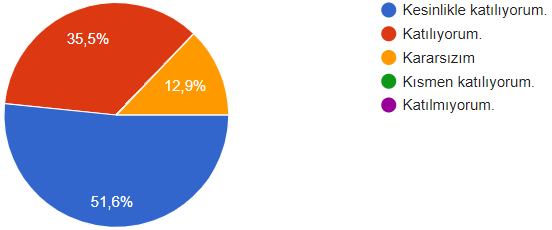 35,5%
12,9%
51,6%
Kesinlikle katılıyorum.
Katılıyorum.
Kararsızım
Kısmen katılıyorum.
Katılmıyorum.